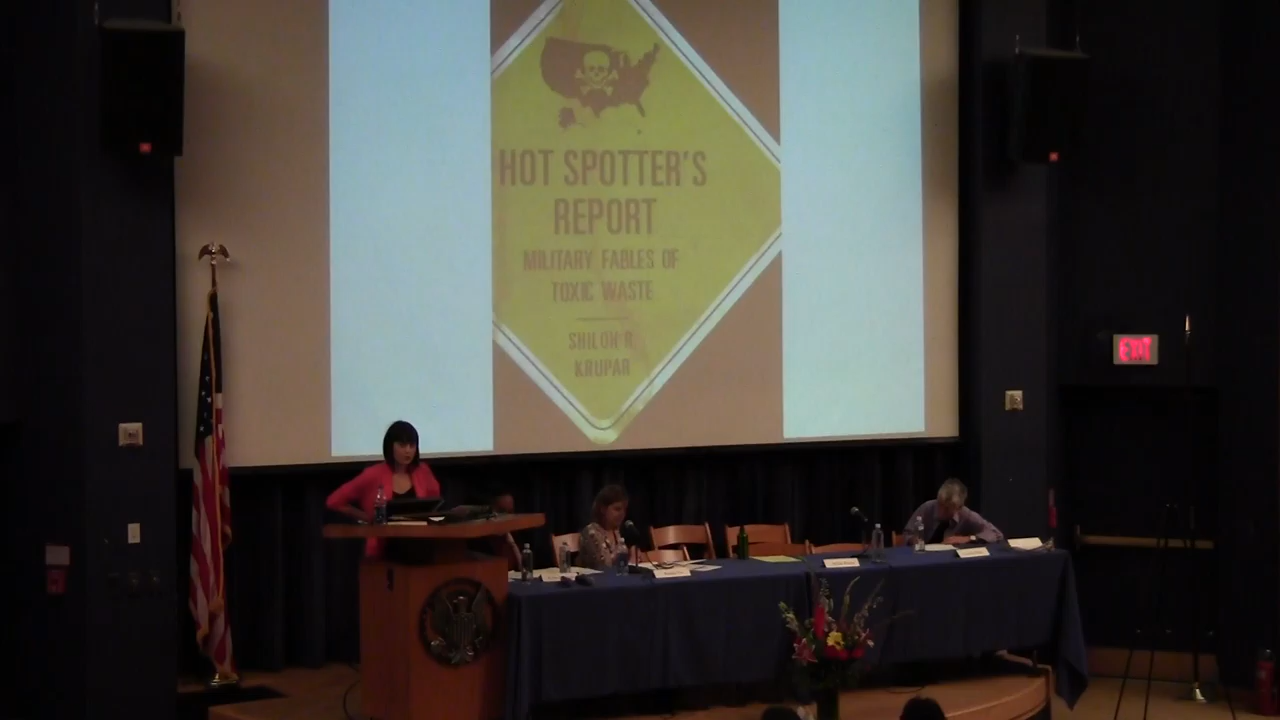 HOT SPOTTER'S
REPORT
MILITARY FABLES OF
TOXIC WASTE
SHILOH R.
KRUPAR
EXIT